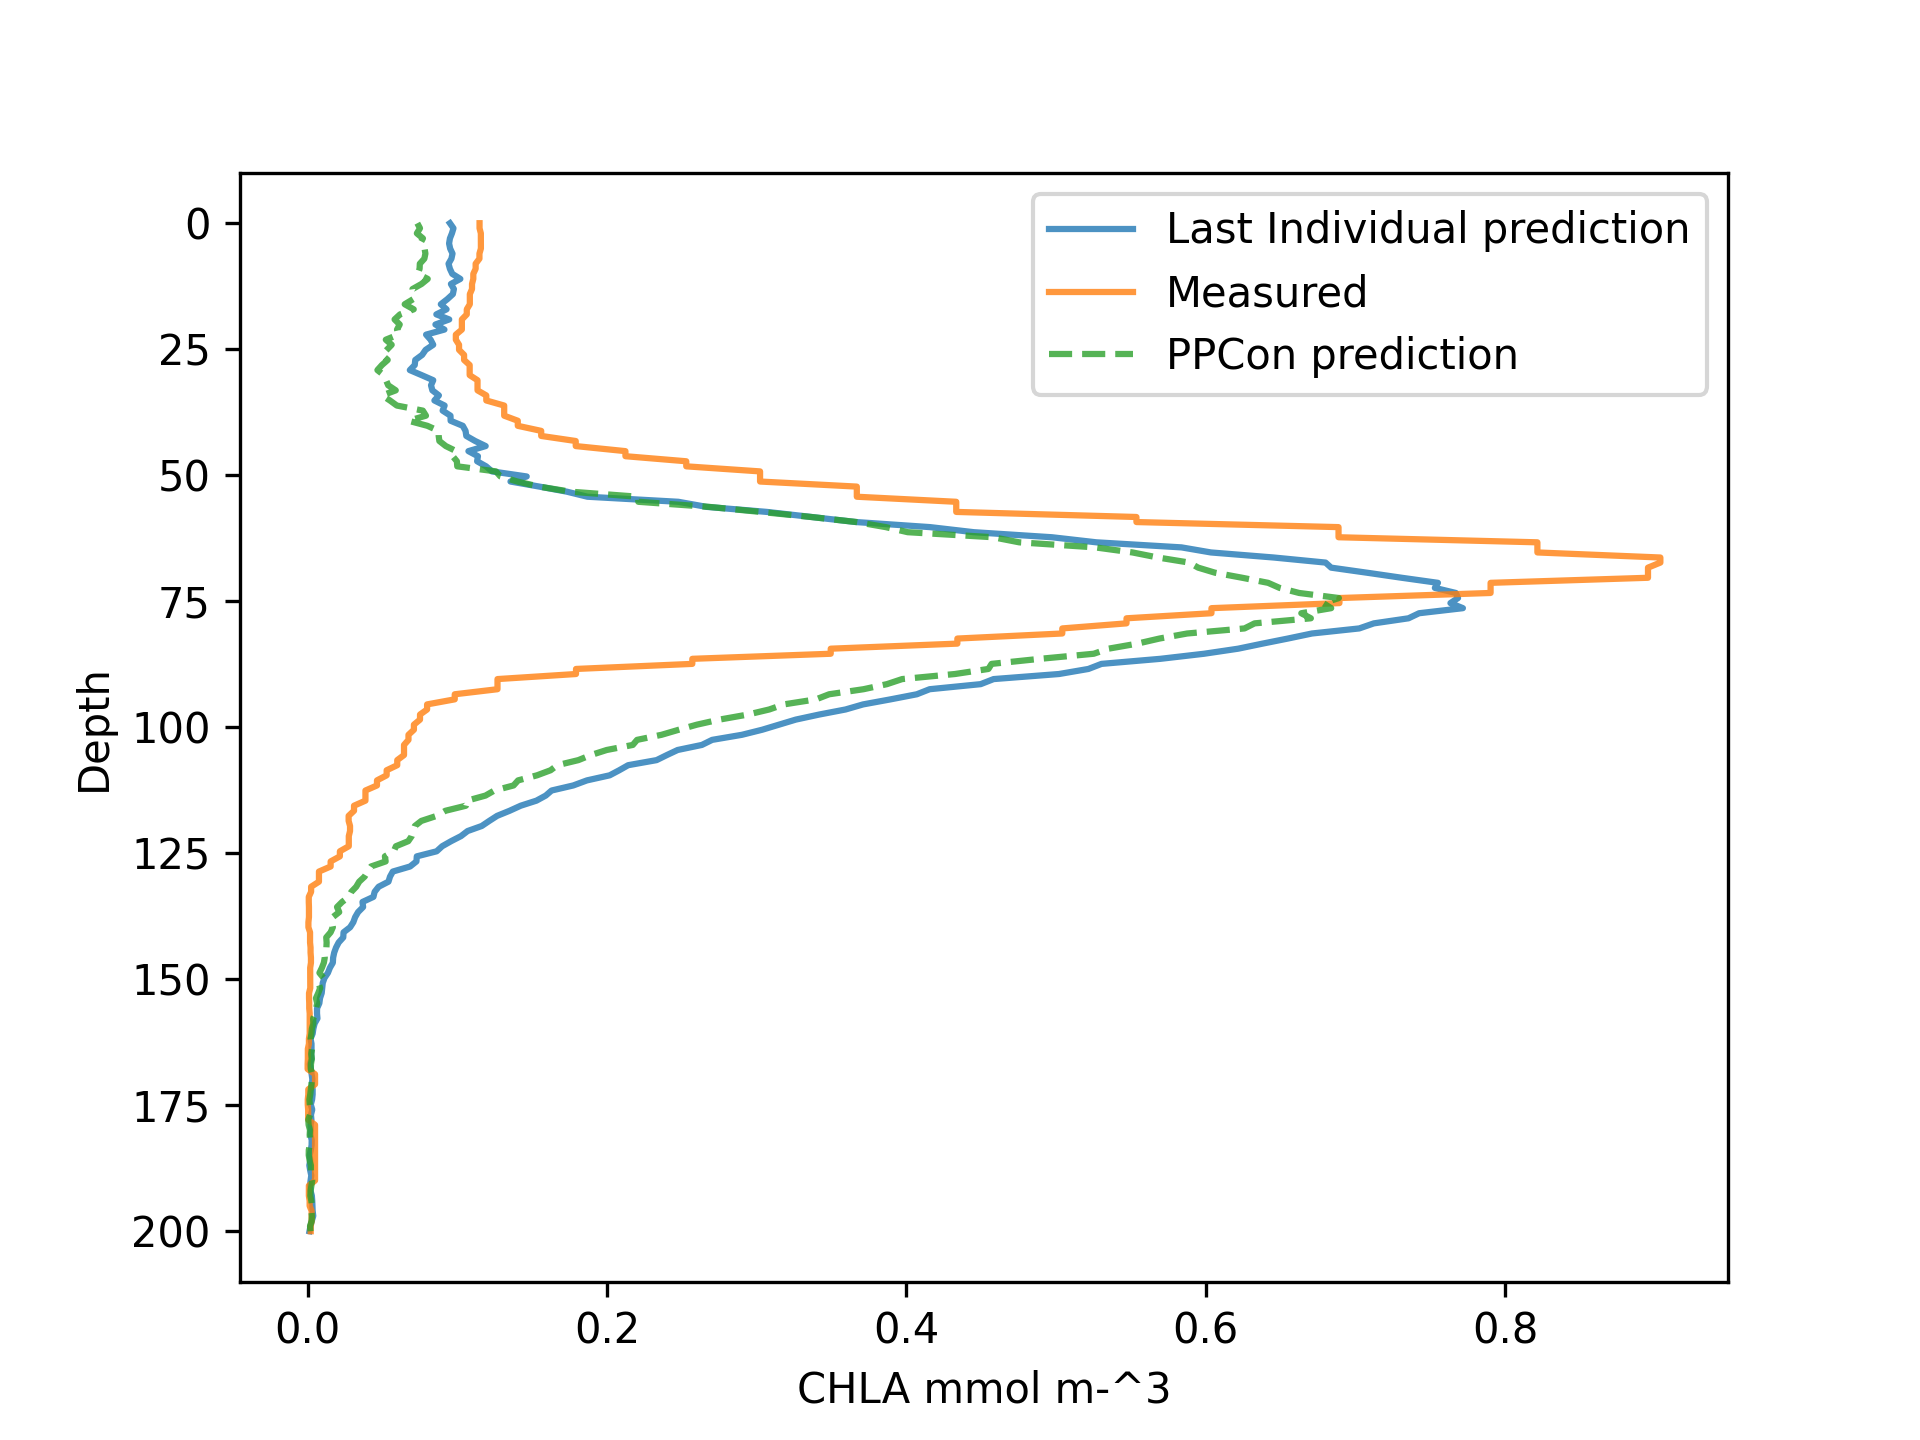 Last Individual prediction
Measured
PPCon prediction
0
25
50
75
100
125
150
175
200
Depth
0.0 0.2 0.4 0.6 0.8
CHLA mmol m-^3